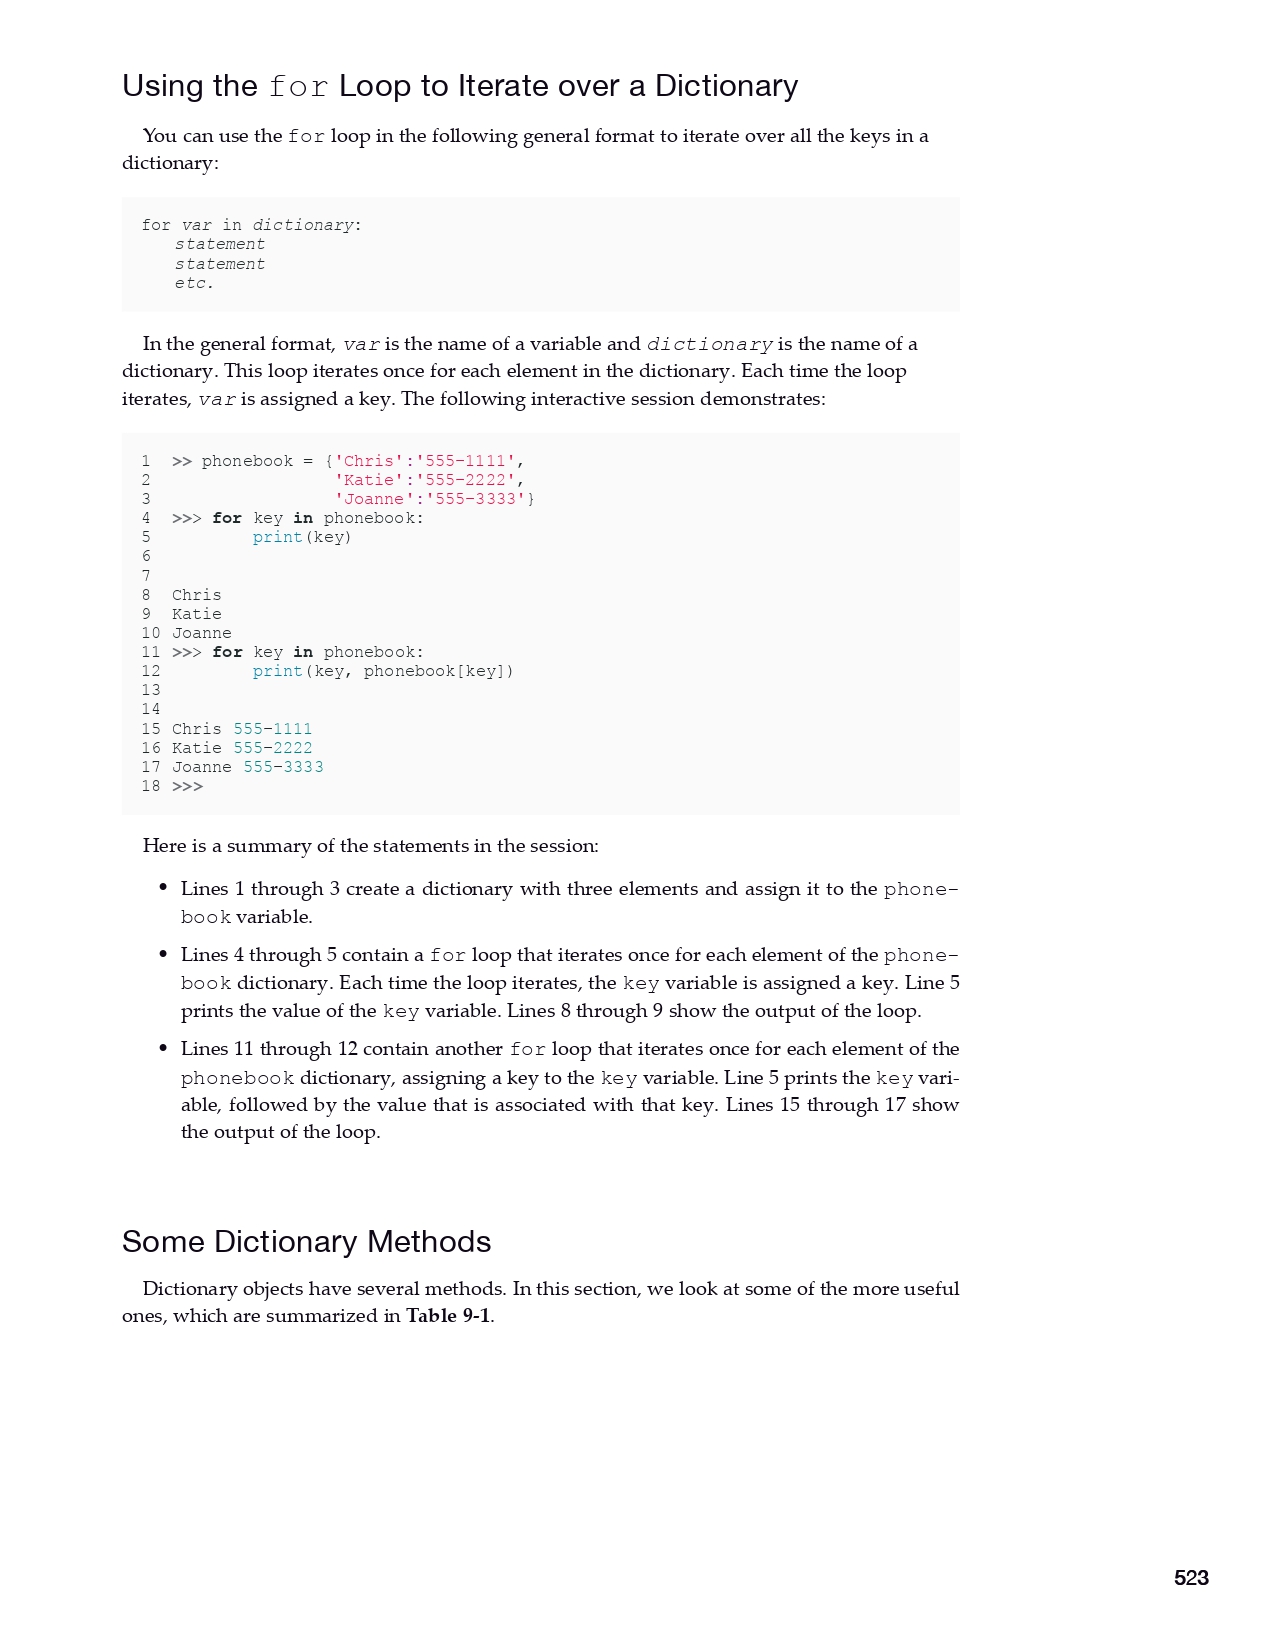 Using the for Loop to Iterate over a Dictionary
You can use the for loop in the following general format to iterate over all the keys in a
dictionary:
for var in dictionary:
   statement
   statement
   etc.
In the general format, var is the name of a variable and dictionary is the name of a
dictionary. This loop iterates once for each element in the dictionary. Each time the loop
iterates, var is assigned a key. The following interactive session demonstrates:
1  >> phonebook = {'Chris':'555-1111',
2                  'Katie':'555-2222',
3                  'Joanne':'555-3333'}
4  >>> for key in phonebook:
5          print(key)
6
7
8  Chris
9  Katie
10 Joanne
11 >>> for key in phonebook:
12         print(key, phonebook[key])
13
14
15 Chris 555-1111
16 Katie 555-2222
17 Joanne 555-3333
18 >>>
Here is a summary of the statements in the session:
• Lines 1 through 3 create a dictionary with three elements and assign it to the phone-
book variable.
• Lines 4 through 5 contain a for loop that iterates once for each element of the phone-
book dictionary. Each time the loop iterates, the key variable is assigned a key. Line 5
prints the value of the key variable. Lines 8 through 9 show the output of the loop.
• Lines 11 through 12 contain another for loop that iterates once for each element of the
phonebook dictionary, assigning a key to the key variable. Line 5 prints the key vari-
able, followed by the value that is associated with that key. Lines 15 through 17 show
the output of the loop.
Some Dictionary Methods
Dictionary objects have several methods. In this section, we look at some of the more useful
ones, which are summarized in Table 9-1.
523